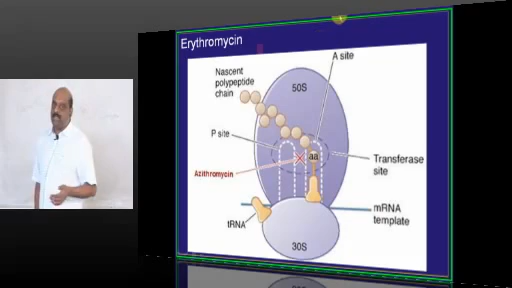 Erythromycin
A site
Nascent
polypeptide
chain
50S
P site
aa
Transferase
site
Azithromycin
mRNA
template
tRNA
30S